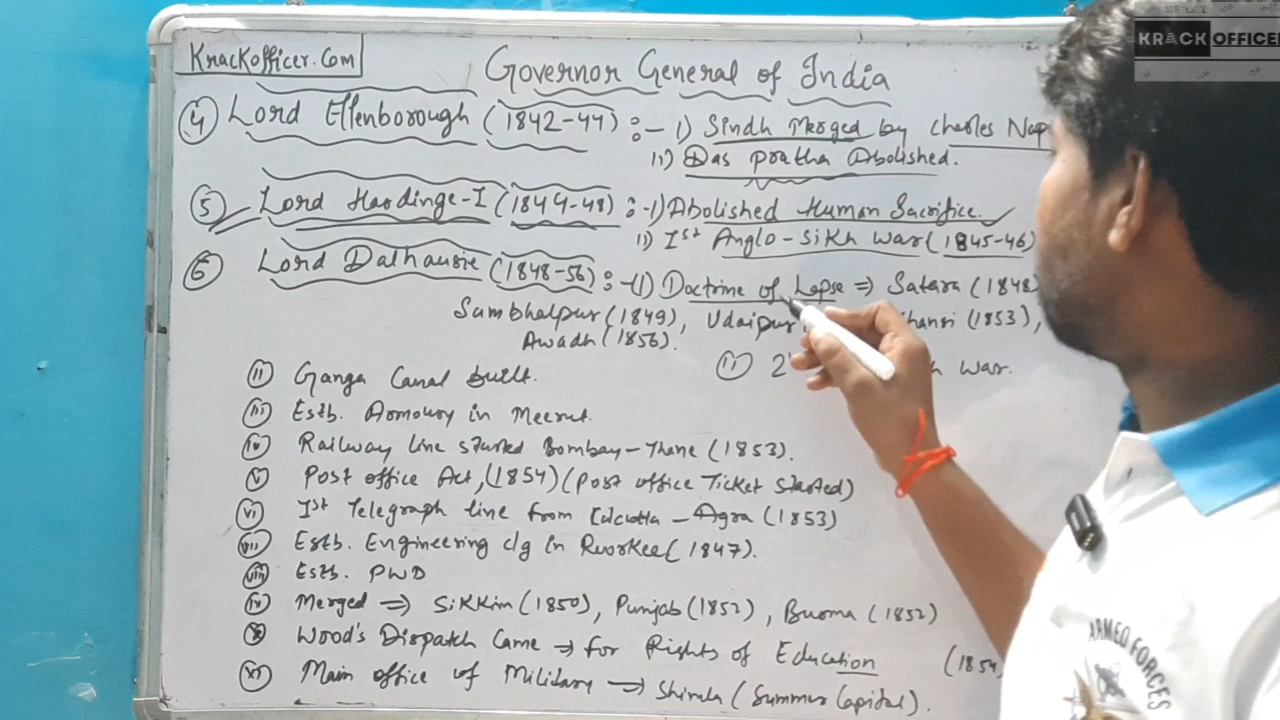 KRACKOFFICER
Krackofficer.Com
Governor General of India
④ Lord Ellenborough (1842-44) :- i) Sindh Merged by Charles Nap
ii) Das pratha Abolished.
⑤ Lord Hardinge-I (1844-48) :- i) Abolished Human Sacrifice.
ii) Ist Anglo-Sikh War (1845-46)
⑥ Lord Dalhausie (1848-56) :- (i) Doctrine of Lapse ⇒ Satara (1848)
Sambhalpur (1849), Udaipur hansi (1853),
Awadh (1856).
2 War.
(ii) Ganga Canal built.
(iii) Estb. Armoury in Meerut.
(iv) Railway line started Bombay-Thane (1853).
(v) Post office Act, (1854) (Post office Ticket started)
(vi) Ist Telegraph line from Calcutta - Agra (1853)
(vii) Estb. Engineering clg in Roorkee (1847).
(viii) Estb. PWD
Merged ⇒ Sikkim (1850), Punjab (1852), Burma (1852)
(x) Wood's Dispatch Came → for Rights of Education (1854
(xi) Main office of Military → Shimla (Summer Capital).
ARMED FORCES